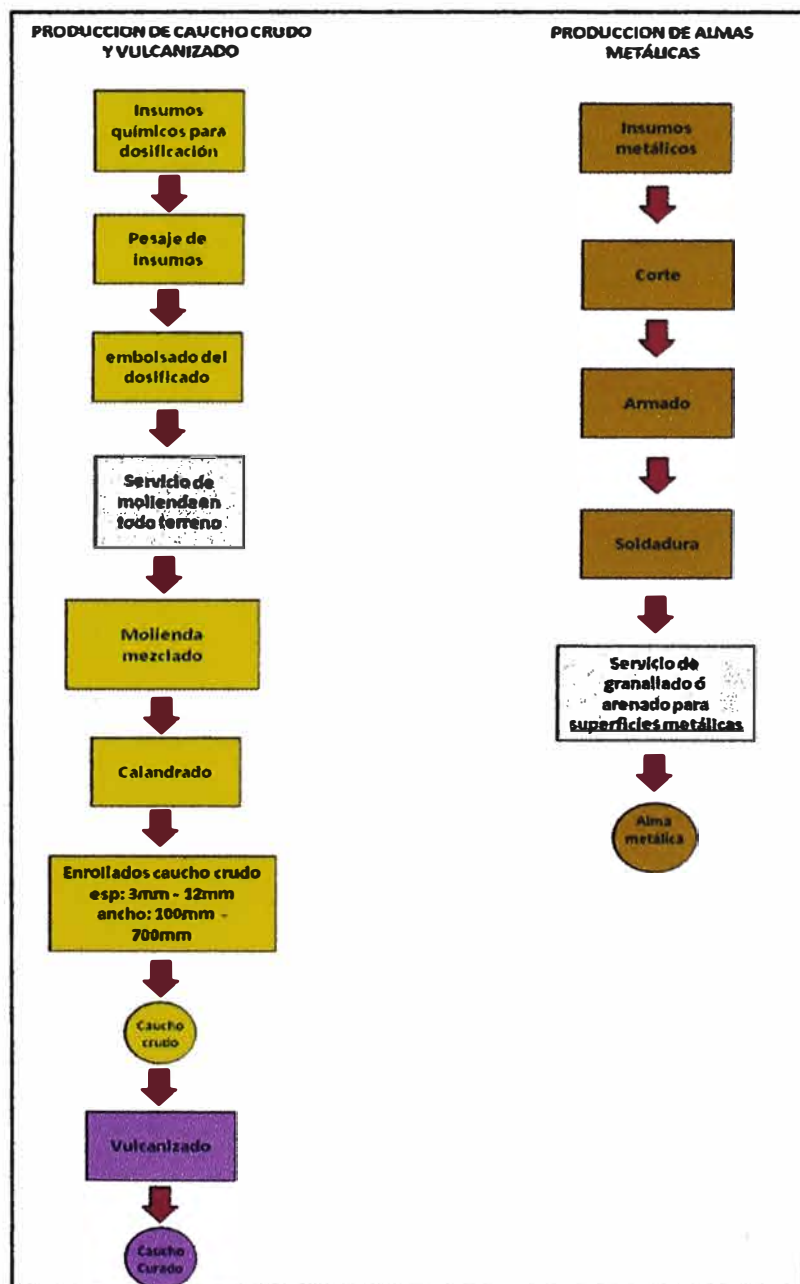 PRODUCCION DE CAUCHO CRUDO
Y VULCANIZADO
Insumos
químicos para
dosificación
Pesaje de
insumos
embolsado del
dosificado
Servicio de
molienda en
todo terreno
Molienda
mezclado
Calandrado
Enrollados caucho crudo
esp: 3mm - 12mm
ancho: 100mm -
700mm
Caucho
crudo
Vulcanizado
Caucho
Curado
PRODUCCION DE ALMAS
METÁLICAS
Insumos
metálicos
Corte
Armado
Soldadura
Servicio de
granallado ó
arenado para
superficies metálicas
Alma
metálica